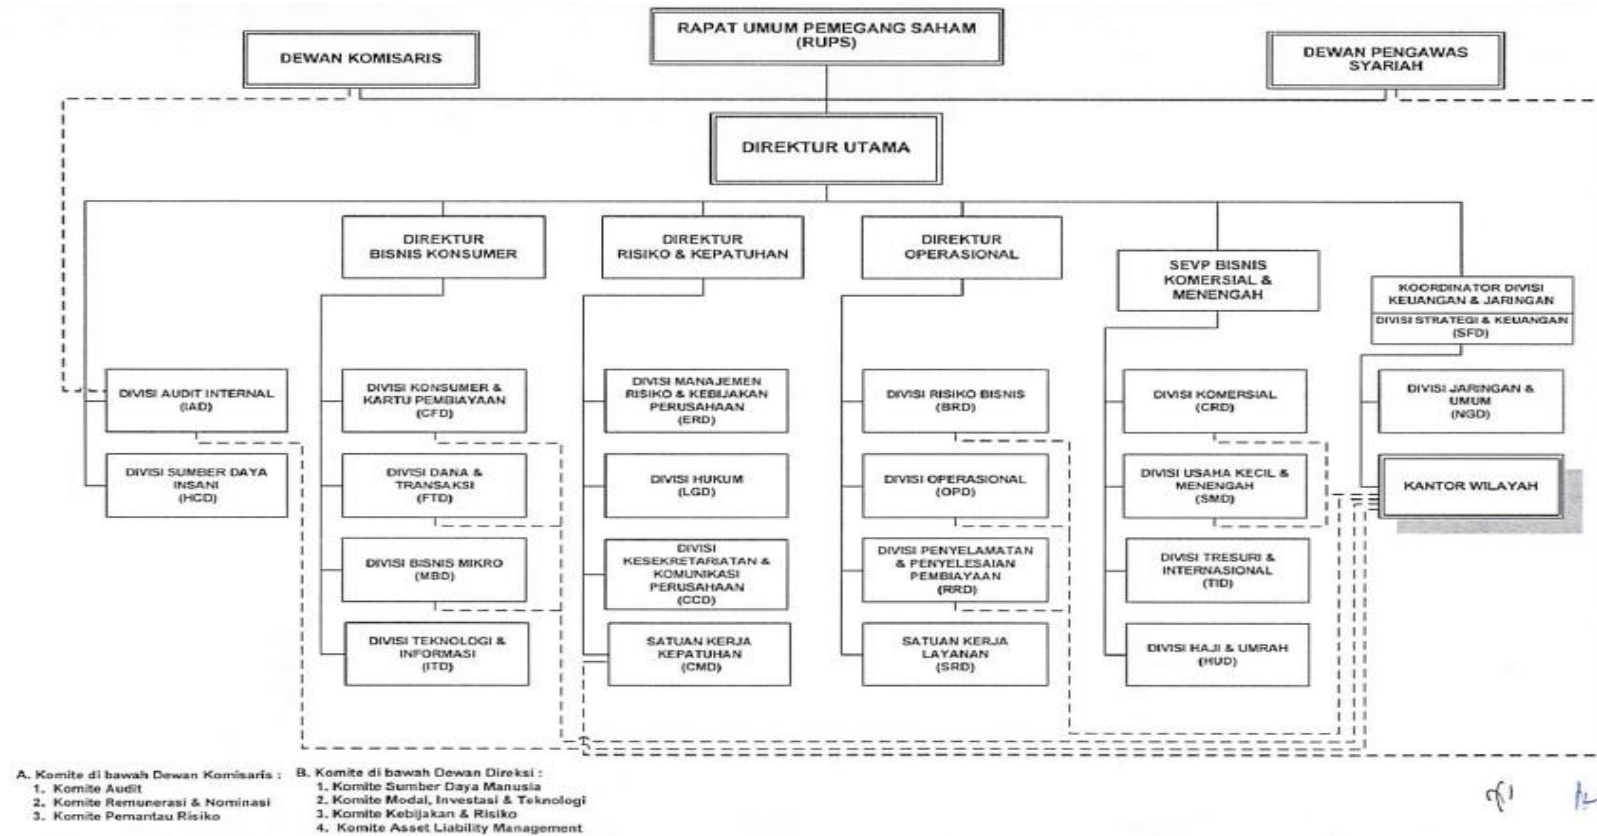 RAPAT UMUM PEMEGANG SAHAM
(RUPS)
DEWAN KOMISARIS
DEWAN PENGAWAS
SYARIAH
DIREKTUR UTAMA
DIREKTUR
BISNIS KONSUMER
DIREKTUR
RISIKO & KEPATUHAN
DIREKTUR
OPERASIONAL
SEVP BISNIS
KOMERSIAL &
MENENGAH
KOORDINATOR DIVISI
KEUANGAN & JARINGAN
DIVISI STRATEGI & KEUANGAN
(SFD)
DIVISI AUDIT INTERNAL
(IAD)
DIVISI KONSUMER &
KARTU PEMBIAYAAN
(CFD)
DIVISI MANAJEMEN
RISIKO & KEBIJAKAN
PERUSAHAAN
(ERD)
DIVISI RISIKO BISNIS
(BRD)
DIVISI KOMERSIAL
(CRD)
DIVISI JARINGAN &
UMUM
(NGD)
DIVISI SUMBER DAYA
INSANI
(HCD)
DIVISI DANA &
TRANSAKSI
(FTD)
DIVISI HUKUM
(LGD)
DIVISI OPERASIONAL
(OPD)
DIVISI USAHA KECIL &
MENENGAH
(SMD)
KANTOR WILAYAH
DIVISI BISNIS MIKRO
(MBD)
DIVISI
KESEKRETARIATAN &
KOMUNIKASI
PERUSAHAAN
(CCD)
DIVISI PENYELAMATAN
& PENYELESAIAN
PEMBIAYAAN
(RRD)
DIVISI TRESURI &
INTERNASIONAL
(TID)
DIVISI TEKNOLOGI &
INFORMASI
(ITD)
SATUAN KERJA
KEPATUHAN
(CMD)
SATUAN KERJA
LAYANAN
(SRD)
DIVISI HAJI & UMRAH
(HUD)
A. Komite di bawah Dewan Komisaris :
1. Komite Audit
2. Komite Remunerasi & Nominasi
3. Komite Pemantau Risiko
B. Komite di bawah Dewan Direksi :
1. Komite Sumber Daya Manusia
2. Komite Modal, Investasi & Teknologi
3. Komite Kebijakan & Risiko
4. Komite Asset Liability Management